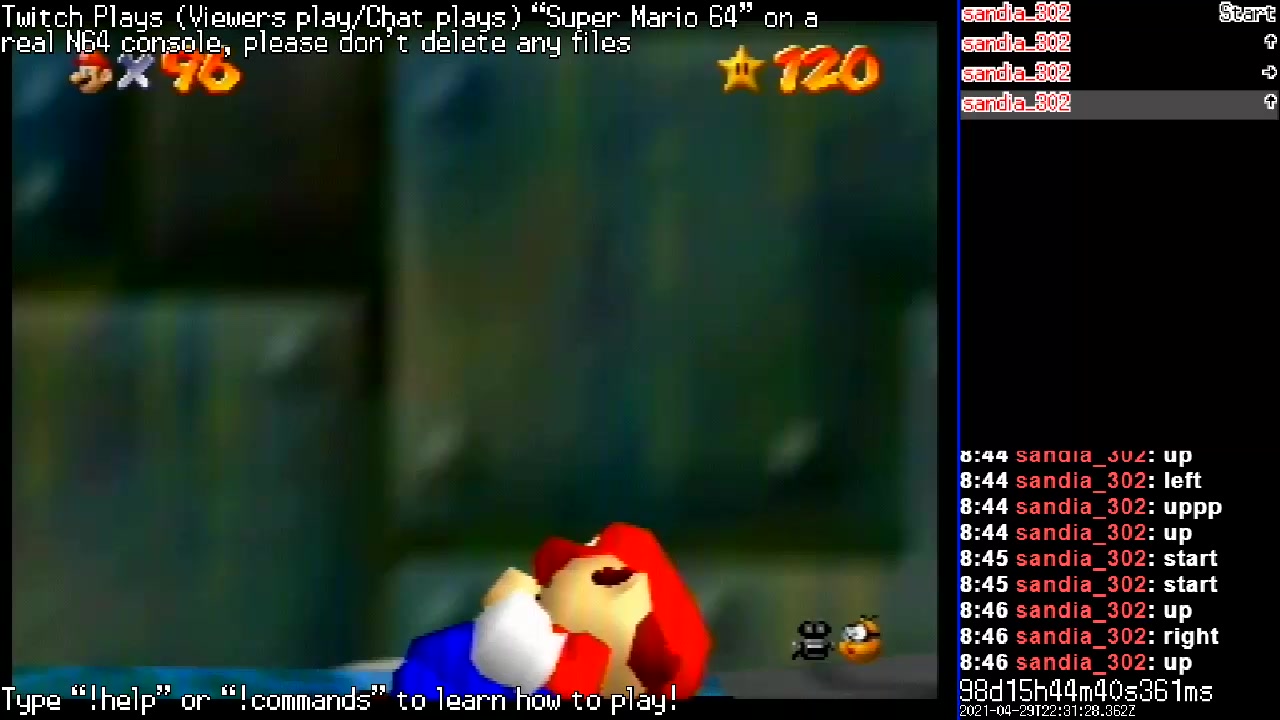 Twitch Plays (Viewers play/Chat plays) “Super Mario 64” on a
real N64 console, please don’t delete any files
x 96
120
sandia_302 Start
sandia_302 ↑
sandia_302 →
sandia_302 ↑
8:44 sandia_302: up
8:44 sandia_302: left
8:44 sandia_302: uppp
8:44 sandia_302: up
8:45 sandia_302: start
8:45 sandia_302: start
8:46 sandia_302: up
8:46 sandia_302: right
8:46 sandia_302: up
Type “!help” or “!commands” to learn how to play!
98d15h44m40s361ms
2021-04-29T22:31:28.362Z